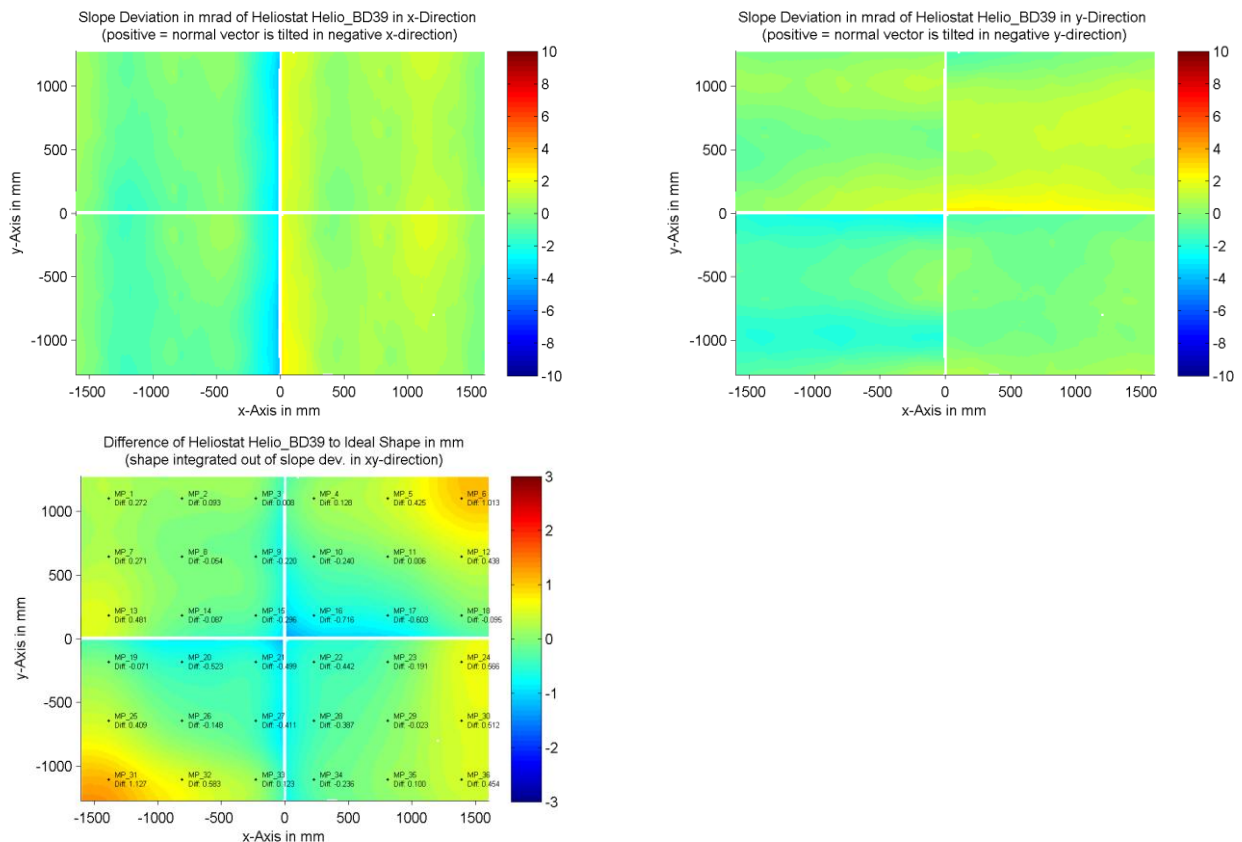 Slope Deviation in mrad of Heliostat Helio_BD39 in x-Direction
(positive = normal vector is tilted in negative x-direction)
1000
500
0
-500
-1000
y-Axis in mm
-1500 -1000 -500 0 500 1000 1500
x-Axis in mm
10
8
6
4
2
0
-2
-4
-6
-8
-10
Slope Deviation in mrad of Heliostat Helio_BD39 in y-Direction
(positive = normal vector is tilted in negative y-direction)
1000
500
0
-500
-1000
y-Axis in mm
-1500 -1000 -500 0 500 1000 1500
x-Axis in mm
10
8
6
4
2
0
-2
-4
-6
-8
-10
Difference of Heliostat Helio_BD39 to Ideal Shape in mm
(shape integrated out of slope dev. in xy-direction)
1000
500
0
-500
-1000
y-Axis in mm
MP_1 MP_2 MP_3 MP_4 MP_5 MP_6
Diff: 0.272 Diff: 0.093 Diff: 0.008 Diff: 0.128 Diff: 0.425 Diff: 1.013
MP_7 MP_8 MP_9 MP_10 MP_11 MP_12
Diff: 0.271 Diff: -0.054 Diff: -0.220 Diff: -0.240 Diff: 0.006 Diff: 0.438
MP_13 MP_14 MP_15 MP_16 MP_17 MP_18
Diff: 0.481 Diff: -0.087 Diff: -0.296 Diff: -0.716 Diff: -0.603 Diff: -0.095
MP_19 MP_20 MP_21 MP_22 MP_23 MP_24
Diff: -0.071 Diff: -0.523 Diff: -0.499 Diff: -0.442 Diff: -0.191 Diff: 0.566
MP_25 MP_26 MP_27 MP_28 MP_29 MP_30
Diff: 0.409 Diff: -0.148 Diff: -0.411 Diff: -0.387 Diff: -0.023 Diff: 0.512
MP_31 MP_32 MP_33 MP_34 MP_35 MP_36
Diff: 1.127 Diff: 0.583 Diff: 0.123 Diff: -0.236 Diff: 0.100 Diff: 0.454
-1500 -1000 -500 0 500 1000 1500
x-Axis in mm
3
2
1
0
-1
-2
-3